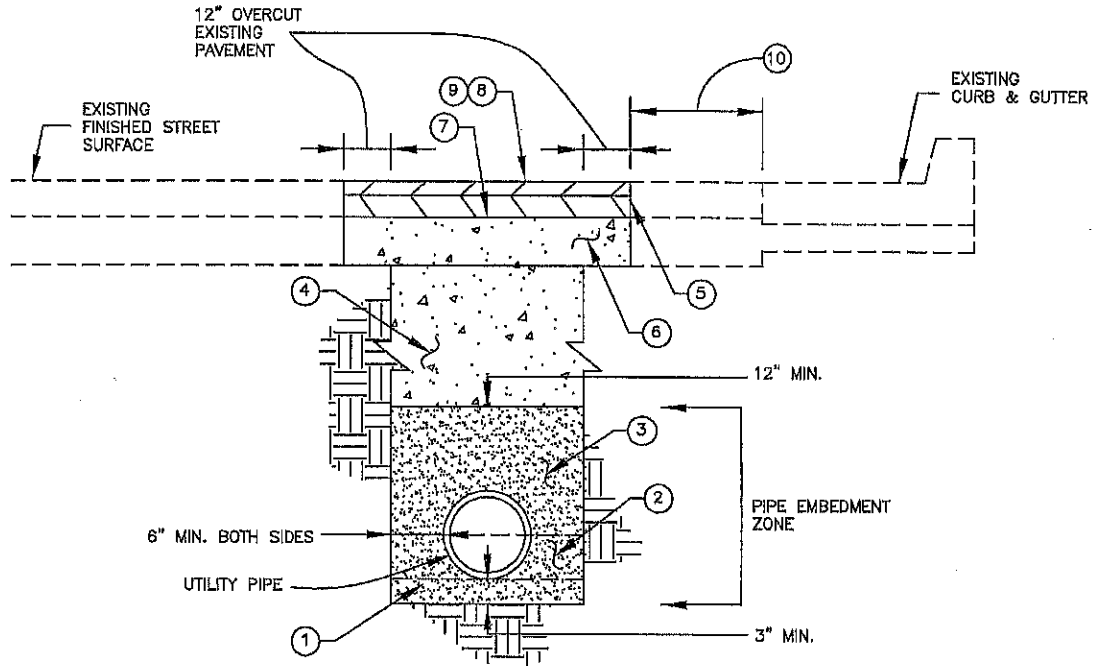 12" OVERCUT
EXISTING
PAVEMENT
10
EXISTING
CURB & GUTTER
EXISTING
FINISHED STREET
SURFACE
9 8
7
5
6
4
12" MIN.
3
2
PIPE EMBEDMENT
ZONE
6" MIN. BOTH SIDES
UTILITY PIPE
1
3" MIN.